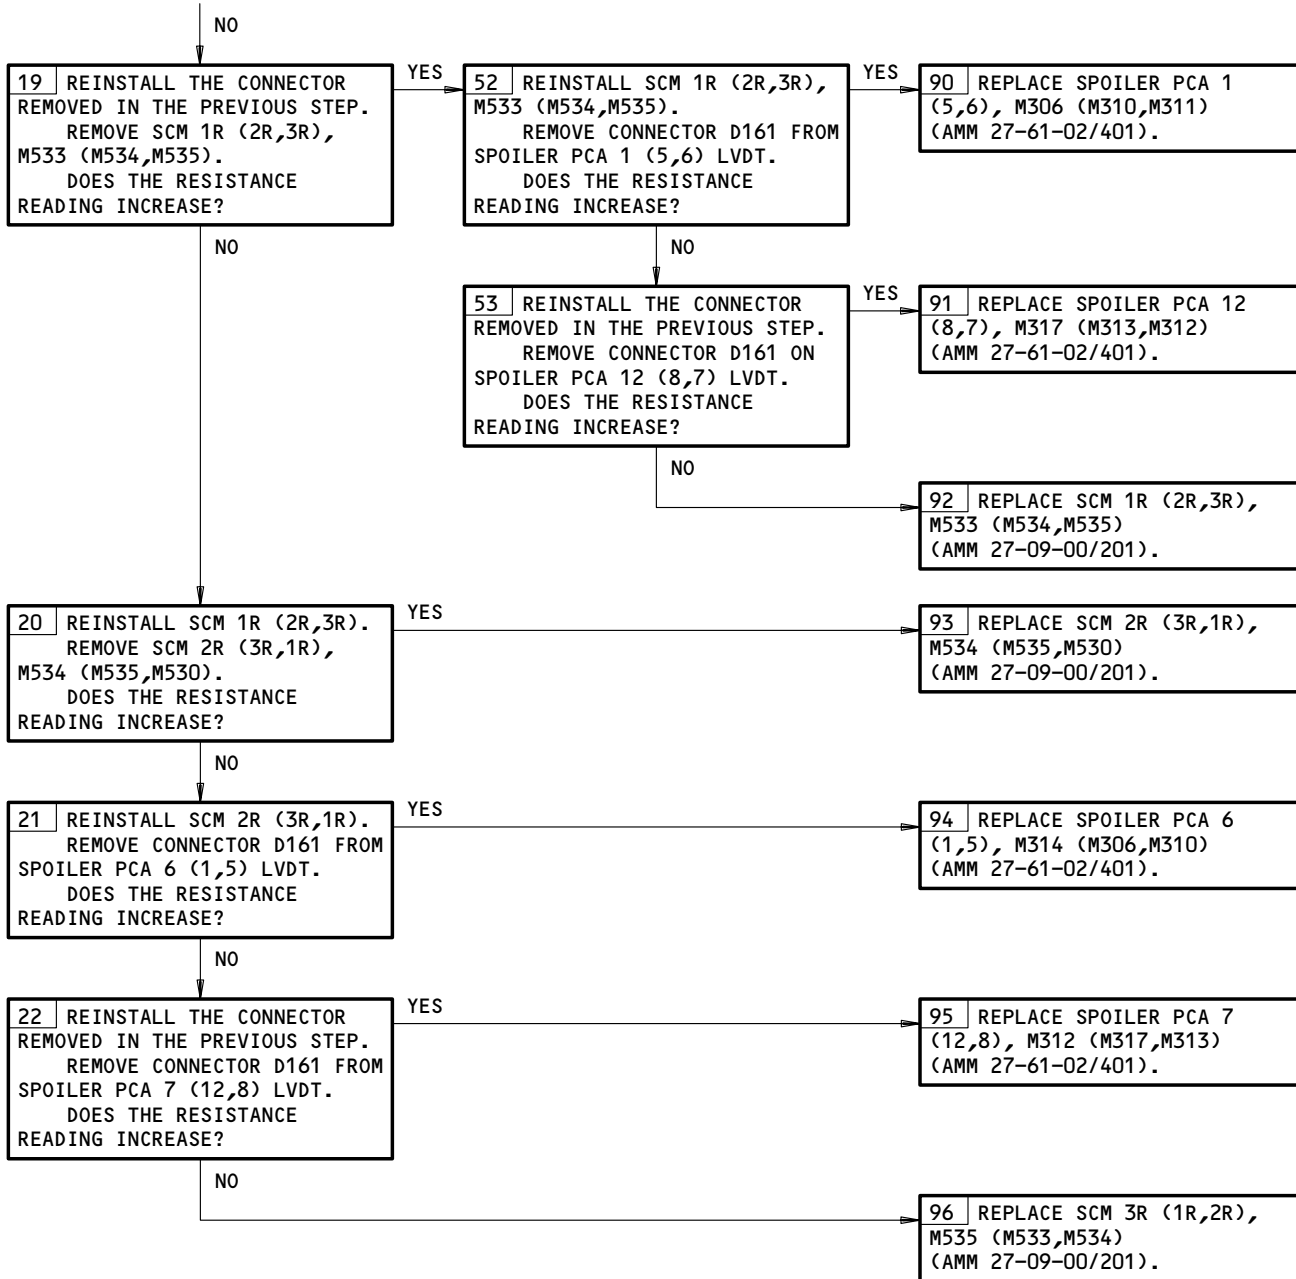 NO
19 REINSTALL THE CONNECTOR
REMOVED IN THE PREVIOUS STEP.
REMOVE SCM 1R (2R,3R),
M533 (M534,M535).
DOES THE RESISTANCE
READING INCREASE?
YES
52 REINSTALL SCM 1R (2R,3R),
M533 (M534,M535).
REMOVE CONNECTOR D161 FROM
SPOILER PCA 1 (5,6) LVDT.
DOES THE RESISTANCE
READING INCREASE?
YES
90 REPLACE SPOILER PCA 1
(5,6), M306 (M310,M311)
(AMM 27-61-02/401).
NO
NO
53 REINSTALL THE CONNECTOR
REMOVED IN THE PREVIOUS STEP.
REMOVE CONNECTOR D161 ON
SPOILER PCA 12 (8,7) LVDT.
DOES THE RESISTANCE
READING INCREASE?
YES
91 REPLACE SPOILER PCA 12
(8,7), M317 (M313,M312)
(AMM 27-61-02/401).
NO
92 REPLACE SCM 1R (2R,3R),
M533 (M534,M535)
(AMM 27-09-00/201).
20 REINSTALL SCM 1R (2R,3R).
REMOVE SCM 2R (3R,1R),
M534 (M535,M530).
DOES THE RESISTANCE
READING INCREASE?
YES
93 REPLACE SCM 2R (3R,1R),
M534 (M535,M530)
(AMM 27-09-00/201).
NO
21 REINSTALL SCM 2R (3R,1R).
REMOVE CONNECTOR D161 FROM
SPOILER PCA 6 (1,5) LVDT.
DOES THE RESISTANCE
READING INCREASE?
YES
94 REPLACE SPOILER PCA 6
(1,5), M314 (M306,M310)
(AMM 27-61-02/401).
NO
22 REINSTALL THE CONNECTOR
REMOVED IN THE PREVIOUS STEP.
REMOVE CONNECTOR D161 FROM
SPOILER PCA 7 (12,8) LVDT.
DOES THE RESISTANCE
READING INCREASE?
YES
95 REPLACE SPOILER PCA 7
(12,8), M312 (M317,M313)
(AMM 27-61-02/401).
NO
96 REPLACE SCM 3R (1R,2R),
M535 (M533,M534)
(AMM 27-09-00/201).